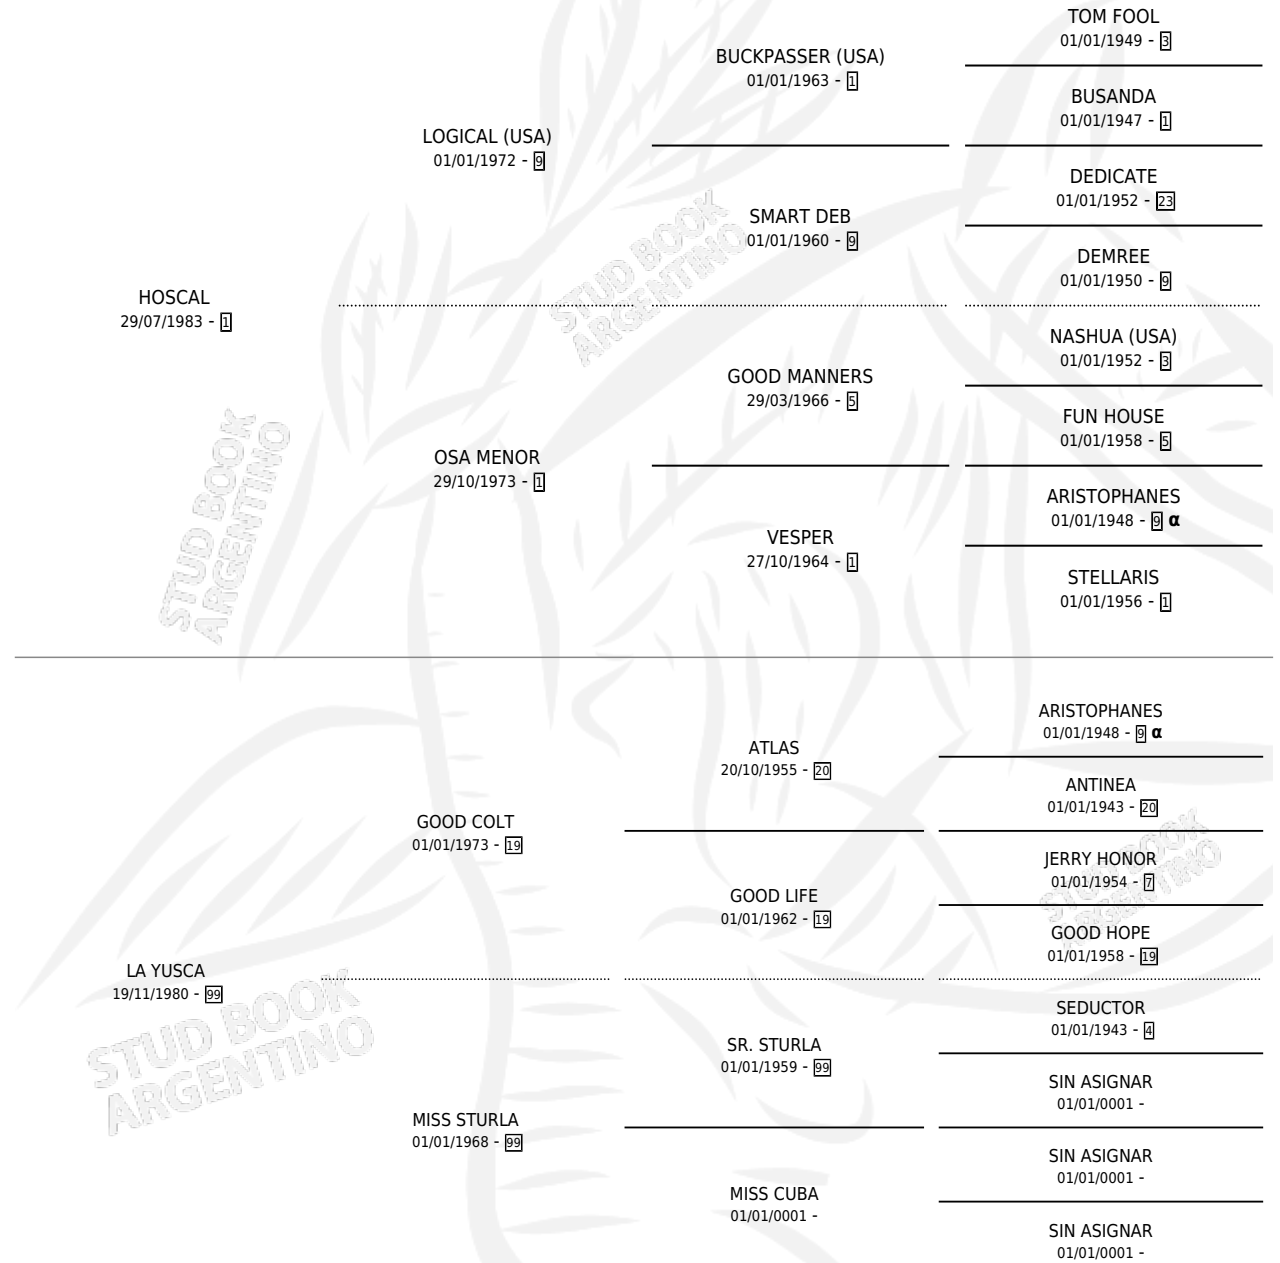 TOM FOOL
01/01/1949 - 3
BUCKPASSER (USA)
01/01/1963 - 1
BUSANDA
01/01/1947 - 1
LOGICAL (USA)
01/01/1972 - 9
DEDICATE
01/01/1952 - 23
SMART DEB
01/01/1960 - 9
DEMREE
01/01/1950 - 9
HOSCAL
29/07/1983 - 1
NASHUA (USA)
01/01/1952 - 3
GOOD MANNERS
29/03/1966 - 5
FUN HOUSE
01/01/1958 - 5
OSA MENOR
29/10/1973 - 1
ARISTOPHANES
01/01/1948 - 9 α
VESPER
27/10/1964 - 1
STELLARIS
01/01/1956 - 1
ARISTOPHANES
01/01/1948 - 9 α
ATLAS
20/10/1955 - 20
ANTINEA
01/01/1943 - 20
GOOD COLT
01/01/1973 - 19
JERRY HONOR
01/01/1954 - 7
GOOD LIFE
01/01/1962 - 19
GOOD HOPE
01/01/1958 - 19
LA YUSCA
19/11/1980 - 99
SEDUCTOR
01/01/1943 - 4
SR. STURLA
01/01/1959 - 99
SIN ASIGNAR
01/01/0001 -
MISS STURLA
01/01/1968 - 99
SIN ASIGNAR
01/01/0001 -
MISS CUBA
01/01/0001 -
SIN ASIGNAR
01/01/0001 -
STUD BOOK
ARGENTINO
STUD BOOK
ARGENTINO
STUD BOOK
ARGENTINO
STUD BOOK
ARGENTINO